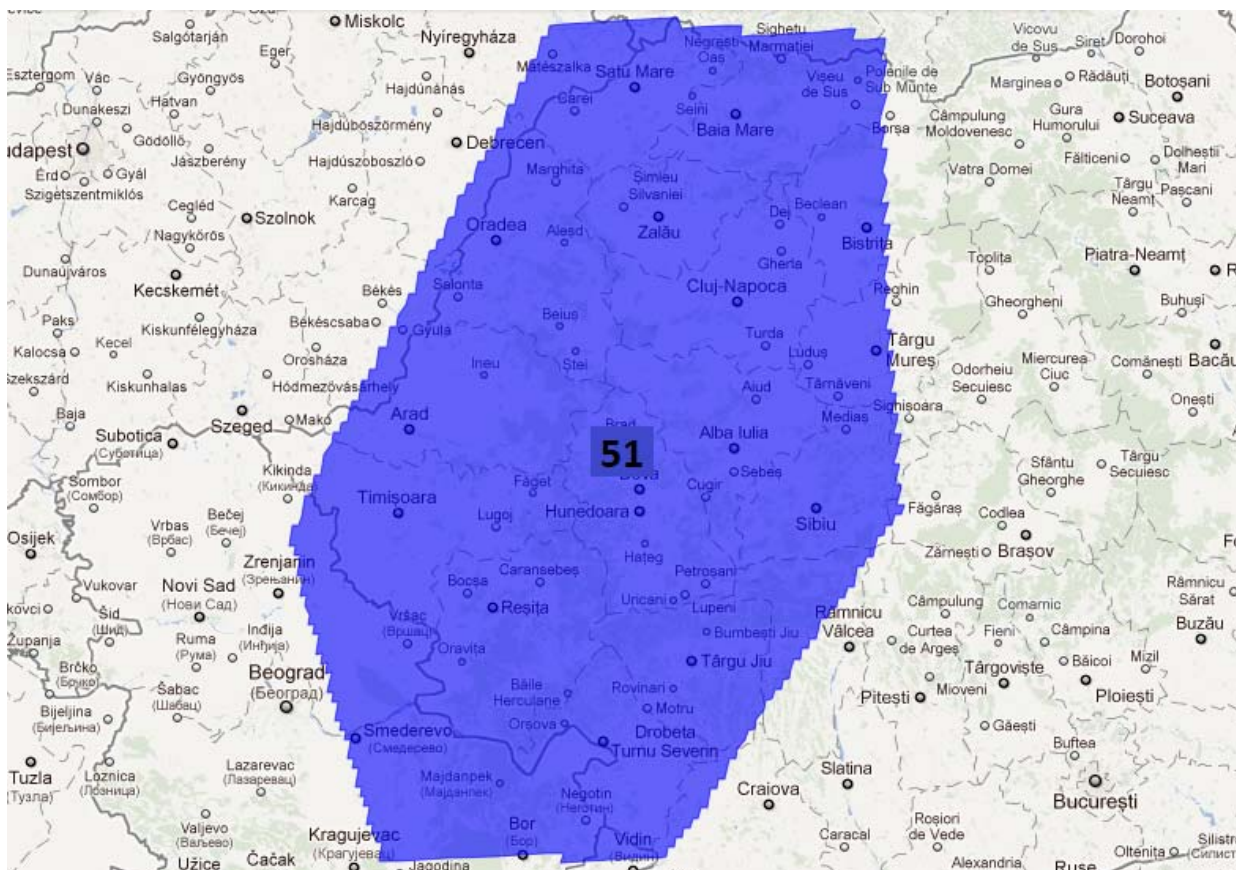 Miskolc
Salgótarján
Nyíregyháza
Sighetu
Marmației
Vicovu
de Sus
Siret
Dorohoi
Eger
Mátészalka
Negrești
Oaș
Esztergom
Vác
Gyöngyös
Satu Mare
Vișeu
de Sus
Poienile de
Sub Munte
Marginea
Rădăuți
Botoșani
Dunakeszi
Hatvan
Hajdúnánás
Carei
Seini
Baia Mare
Borșa
Câmpulung
Moldovenesc
Gura
Humorului
Suceava
Gödöllő
Hajdúböszörmény
Debrecen
udapest
Jászberény
Hajdúszoboszló
Marghita
Șimleu
Silvaniei
Vatra Dornei
Fălticeni
Dolheștii
Mari
Érd
Gyál
Szigetszentmiklós
Karcag
Târgu
Neamț
Pașcani
Cegléd
Szolnok
Zalău
Dej
Beclean
Nagykőrös
Oradea
Aleșd
Bistrița
Dunaújváros
Gherla
Toplița
Piatra-Neamț
R
Kecskemét
Békés
Salonta
Cluj-Napoca
Reghin
Gheorgheni
Buhuși
Paks
Kiskunfélegyháza
Békéscsaba
Gyula
Beiuș
Turda
Târgu
Mureș
Kalocsa
Kecel
Orosháza
Ineu
Ștei
Luduș
Miercurea
Ciuc
Comănești
Bacău
Szekszárd
Kiskunhalas
Hódmezővásárhely
Aiud
Târnăveni
Odorheiu
Secuiesc
Onești
Baja
Szeged
Makó
Arad
Brad
Mediaș
Sighișoara
Subotica
(Суботица)
Alba Iulia
51
Deva
Sebeș
Kikinda
(Кикинда)
Sfântu
Gheorghe
Târgu
Secuiesc
Sombor
(Сомбор)
Timișoara
Făget
Cugir
Făgăraș
Codlea
Vrbas
(Врбас)
Bečej
(Бечеј)
Lugoj
Hunedoara
Sibiu
Osijek
Zărnești
Brașov
Zrenjanin
(Зрењанин)
Hațeg
Vukovar
Novi Sad
(Нови Сад)
Bocșa
Caransebeș
Petroșani
Râmnicu
Sărat
Reșița
Uricani
Lupeni
Câmpulung
Comarnic
Šid
(Шид)
Vršac
(Вршац)
Râmnicu
Vâlcea
Buzău
Ruma
(Рума)
Inđija
(Инђија)
Bumbești Jiu
Curtea
de Argeș
Fieni
Câmpina
Županja
Oravița
Târgu Jiu
Târgoviște
Băicoi
Mizil
Brčko
(Брчко)
Beograd
(Београд)
Šabac
(Шабац)
Băile
Herculane
Rovinari
Motru
Pitești
Mioveni
Ploiești
Bijeljina
(Бијељина)
Orșova
Găești
Smederevo
(Смедерево)
Drobeta
Turnu Severin
Buftea
Tuzla
(Тузла)
Loznica
(Лозница)
Lazarevac
(Лазаревац)
Majdanpek
(Мајданпек)
Negotin
(Неготин)
Craiova
Slatina
București
Valjevo
(Ваљево)
Kragujevac
(Крагујевац)
Bor
(Бор)
Vidin
(Видин)
Caracal
Roșiori
de Vede
Užice
Čačak
Jagodina
Alexandria
Ruse
Oltenița